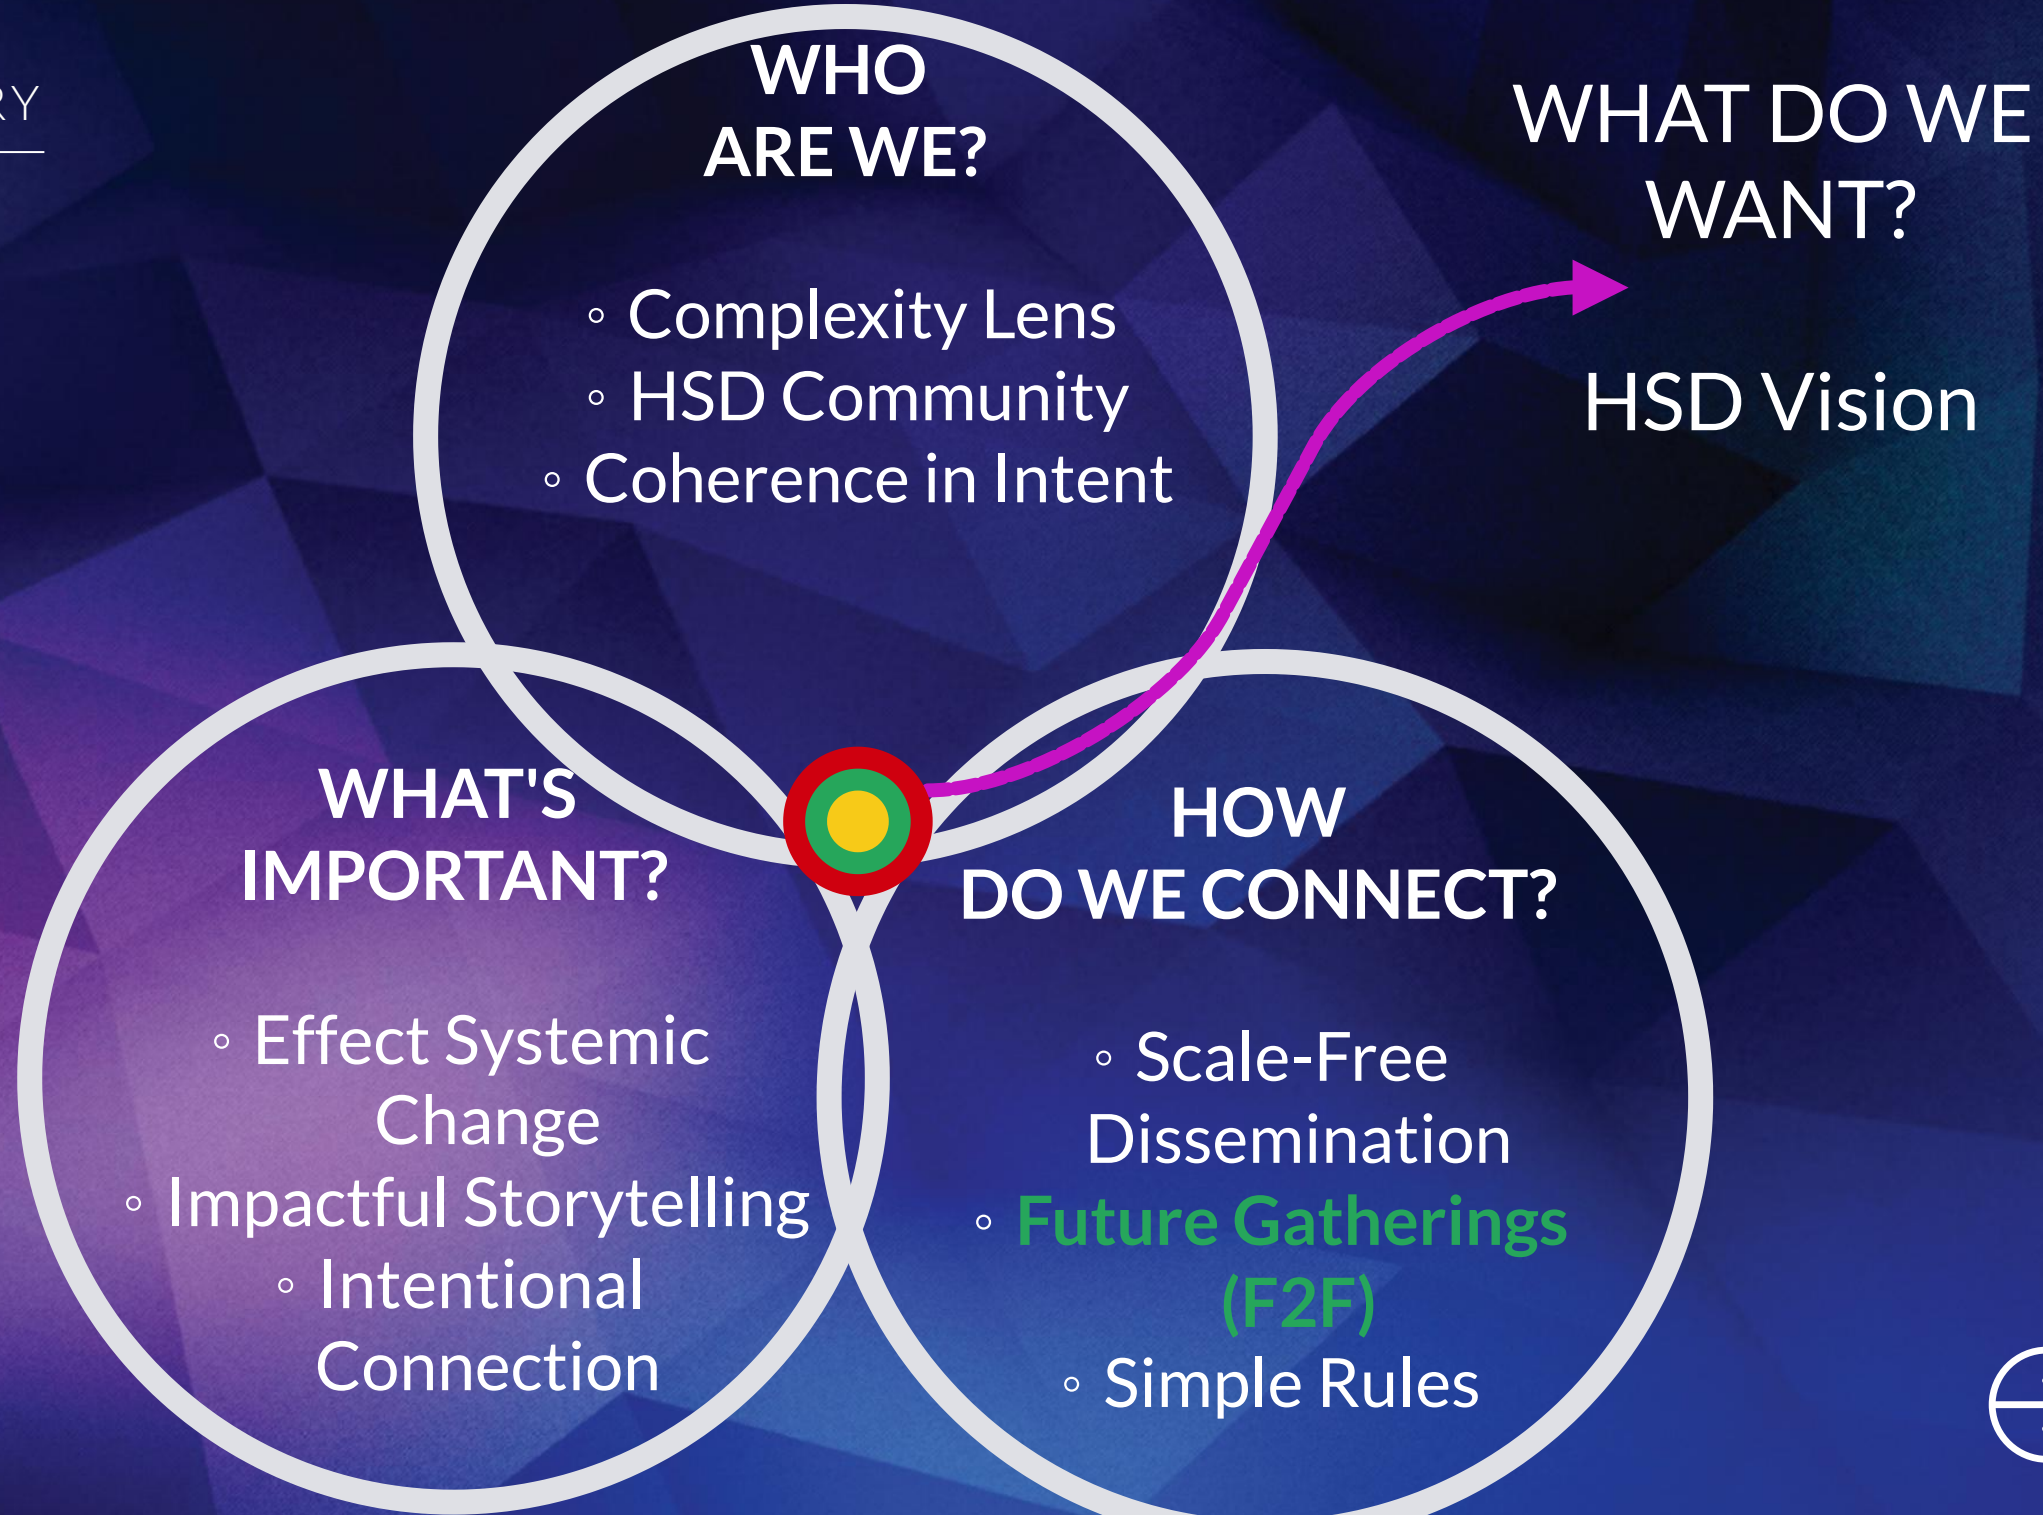 WHO
ARE WE?
◦ Complexity Lens
◦ HSD Community
◦ Coherence in Intent
WHAT DO WE
WANT?
HSD Vision
WHAT'S
IMPORTANT?
◦ Effect Systemic
Change
◦ Impactful Storytelling
◦ Intentional
Connection
HOW
DO WE CONNECT?
◦ Scale-Free
Dissemination
◦ Future Gatherings
(F2F)
◦ Simple Rules